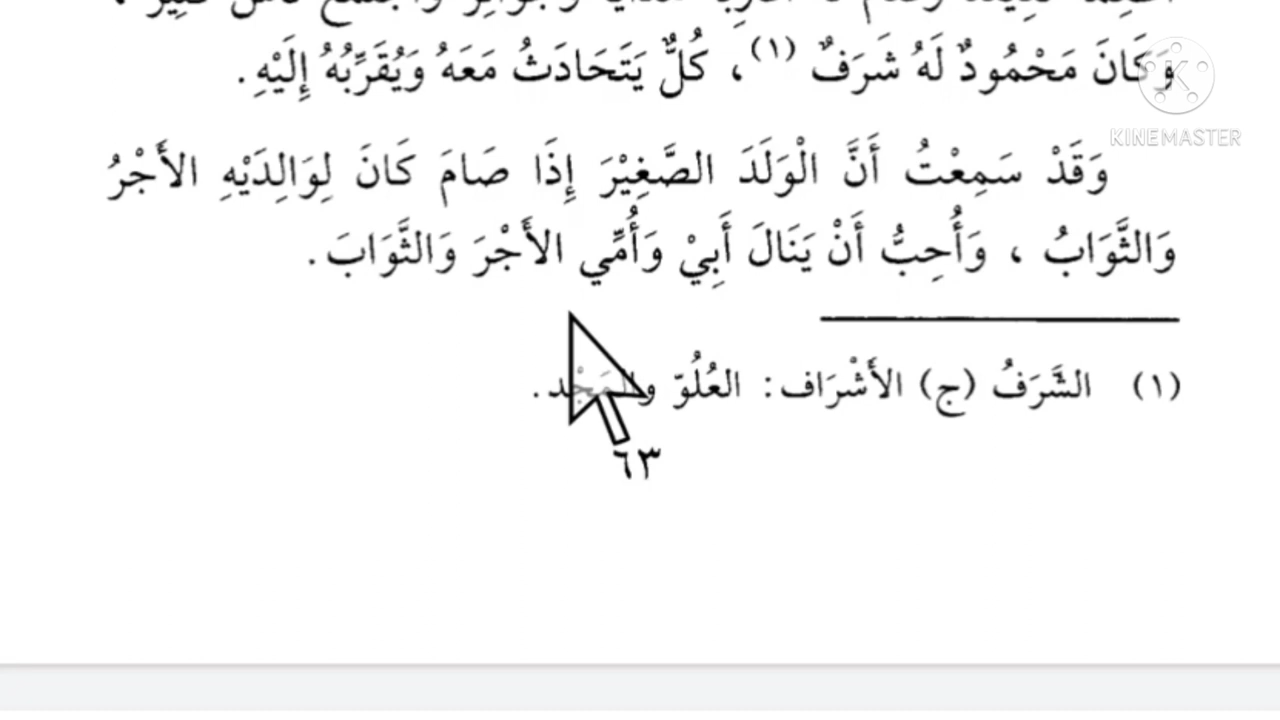 وَكَانَ مَحْمُودٌ لَهُ شَرَفٌ (١) ، كُلٌّ يَتَحَادَثُ مَعَهُ وَيُقَرِّبُهُ إِلَيْهِ .
KINEMASTER
وَقَدْ سَمِعْتُ أَنَّ الْوَلَدَ الصَّغِيْرَ إِذَا صَامَ كَانَ لِوَالِدَيْهِ الأَجْرُ
وَالثَّوَابُ ، وَأُحِبُّ أَنْ يَنَالَ أَبِيْ وَأُمِّي الأَجْرَ وَالثَّوَابَ .
(١) الشَّرَفُ (ج) الأَشْرَاف : العُلُوّ
٦٣